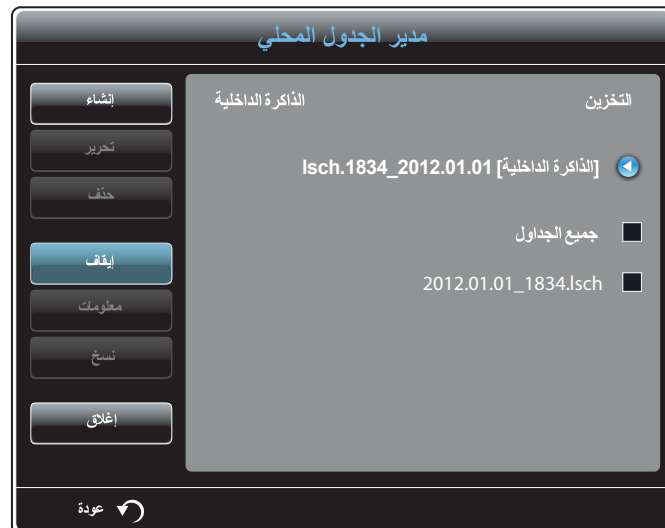 مدير الجدول المحلي
التخزين
الذاكرة الداخلية
[الذاكرة الداخلية] lsch.1834_2012.01.01
جميع الجداول
2012.01.01_1834.lsch
إنشاء
تحرير
حذف
إيقاف
معلومات
نسخ
إغلاق
عودة